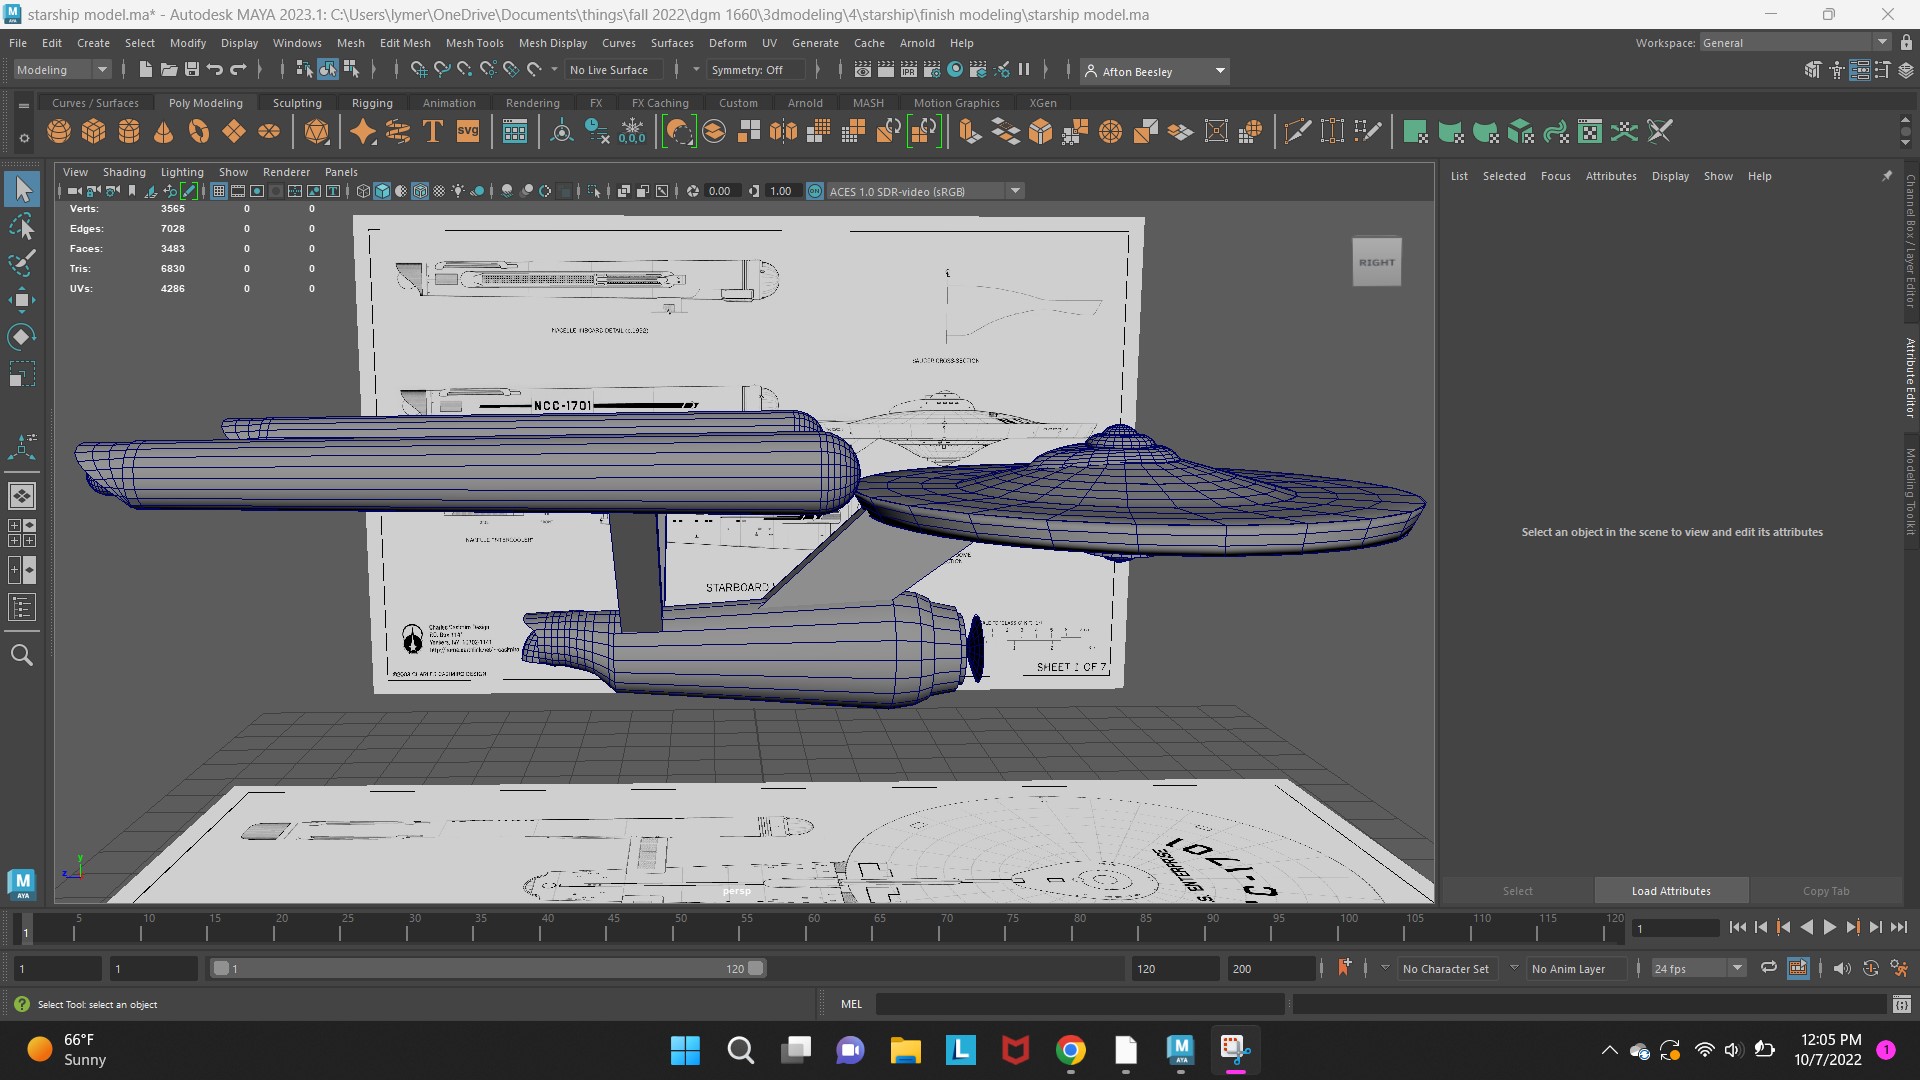 starship model.ma* - Autodesk MAYA 2023.1: C:\Users\lymer\OneDrive\Documents\things\fall 2022\dgm 1660\3dmodeling\4\starship\finish modeling\starship model.ma
File Edit Create Select Modify Display Windows Mesh Edit Mesh Mesh Tools Mesh Display Curves Surfaces Deform UV Generate Cache Arnold Help
Workspace: General
Modeling No Live Surface Symmetry: Off Afton Beesley
Curves / Surfaces Poly Modeling Sculpting Rigging Animation Rendering FX FX Caching Custom Arnold MASH Motion Graphics XGen
View Shading Lighting Show Renderer Panels
0.00 1.00 ACES 1.0 SDR-video (sRGB)
List Selected Focus Attributes Display Show Help
Verts: 3565 0 0
Edges: 7028 0 0
Faces: 3483 0 0
Tris: 6830 0 0
UVs: 4286 0 0
RIGHT
NACELLE INBOARD DETAIL
SAUCER CROSS-SECTION
NCC-1701
STARBOARD
SHEET 2 OF 7
persp
Select an object in the scene to view and edit its attributes
Channel Box / Layer Editor
Attribute Editor
Modeling Toolkit
Select Load Attributes Copy Tab
5 10 15 20 25 30 35 40 45 50 55 60 65 70 75 80 85 90 95 100 105 110 115 120
1 1
1 1 1 120 120 200 No Character Set No Anim Layer 24 fps
Select Tool: select an object MEL
66°F
Sunny
12:05 PM
10/7/2022
1